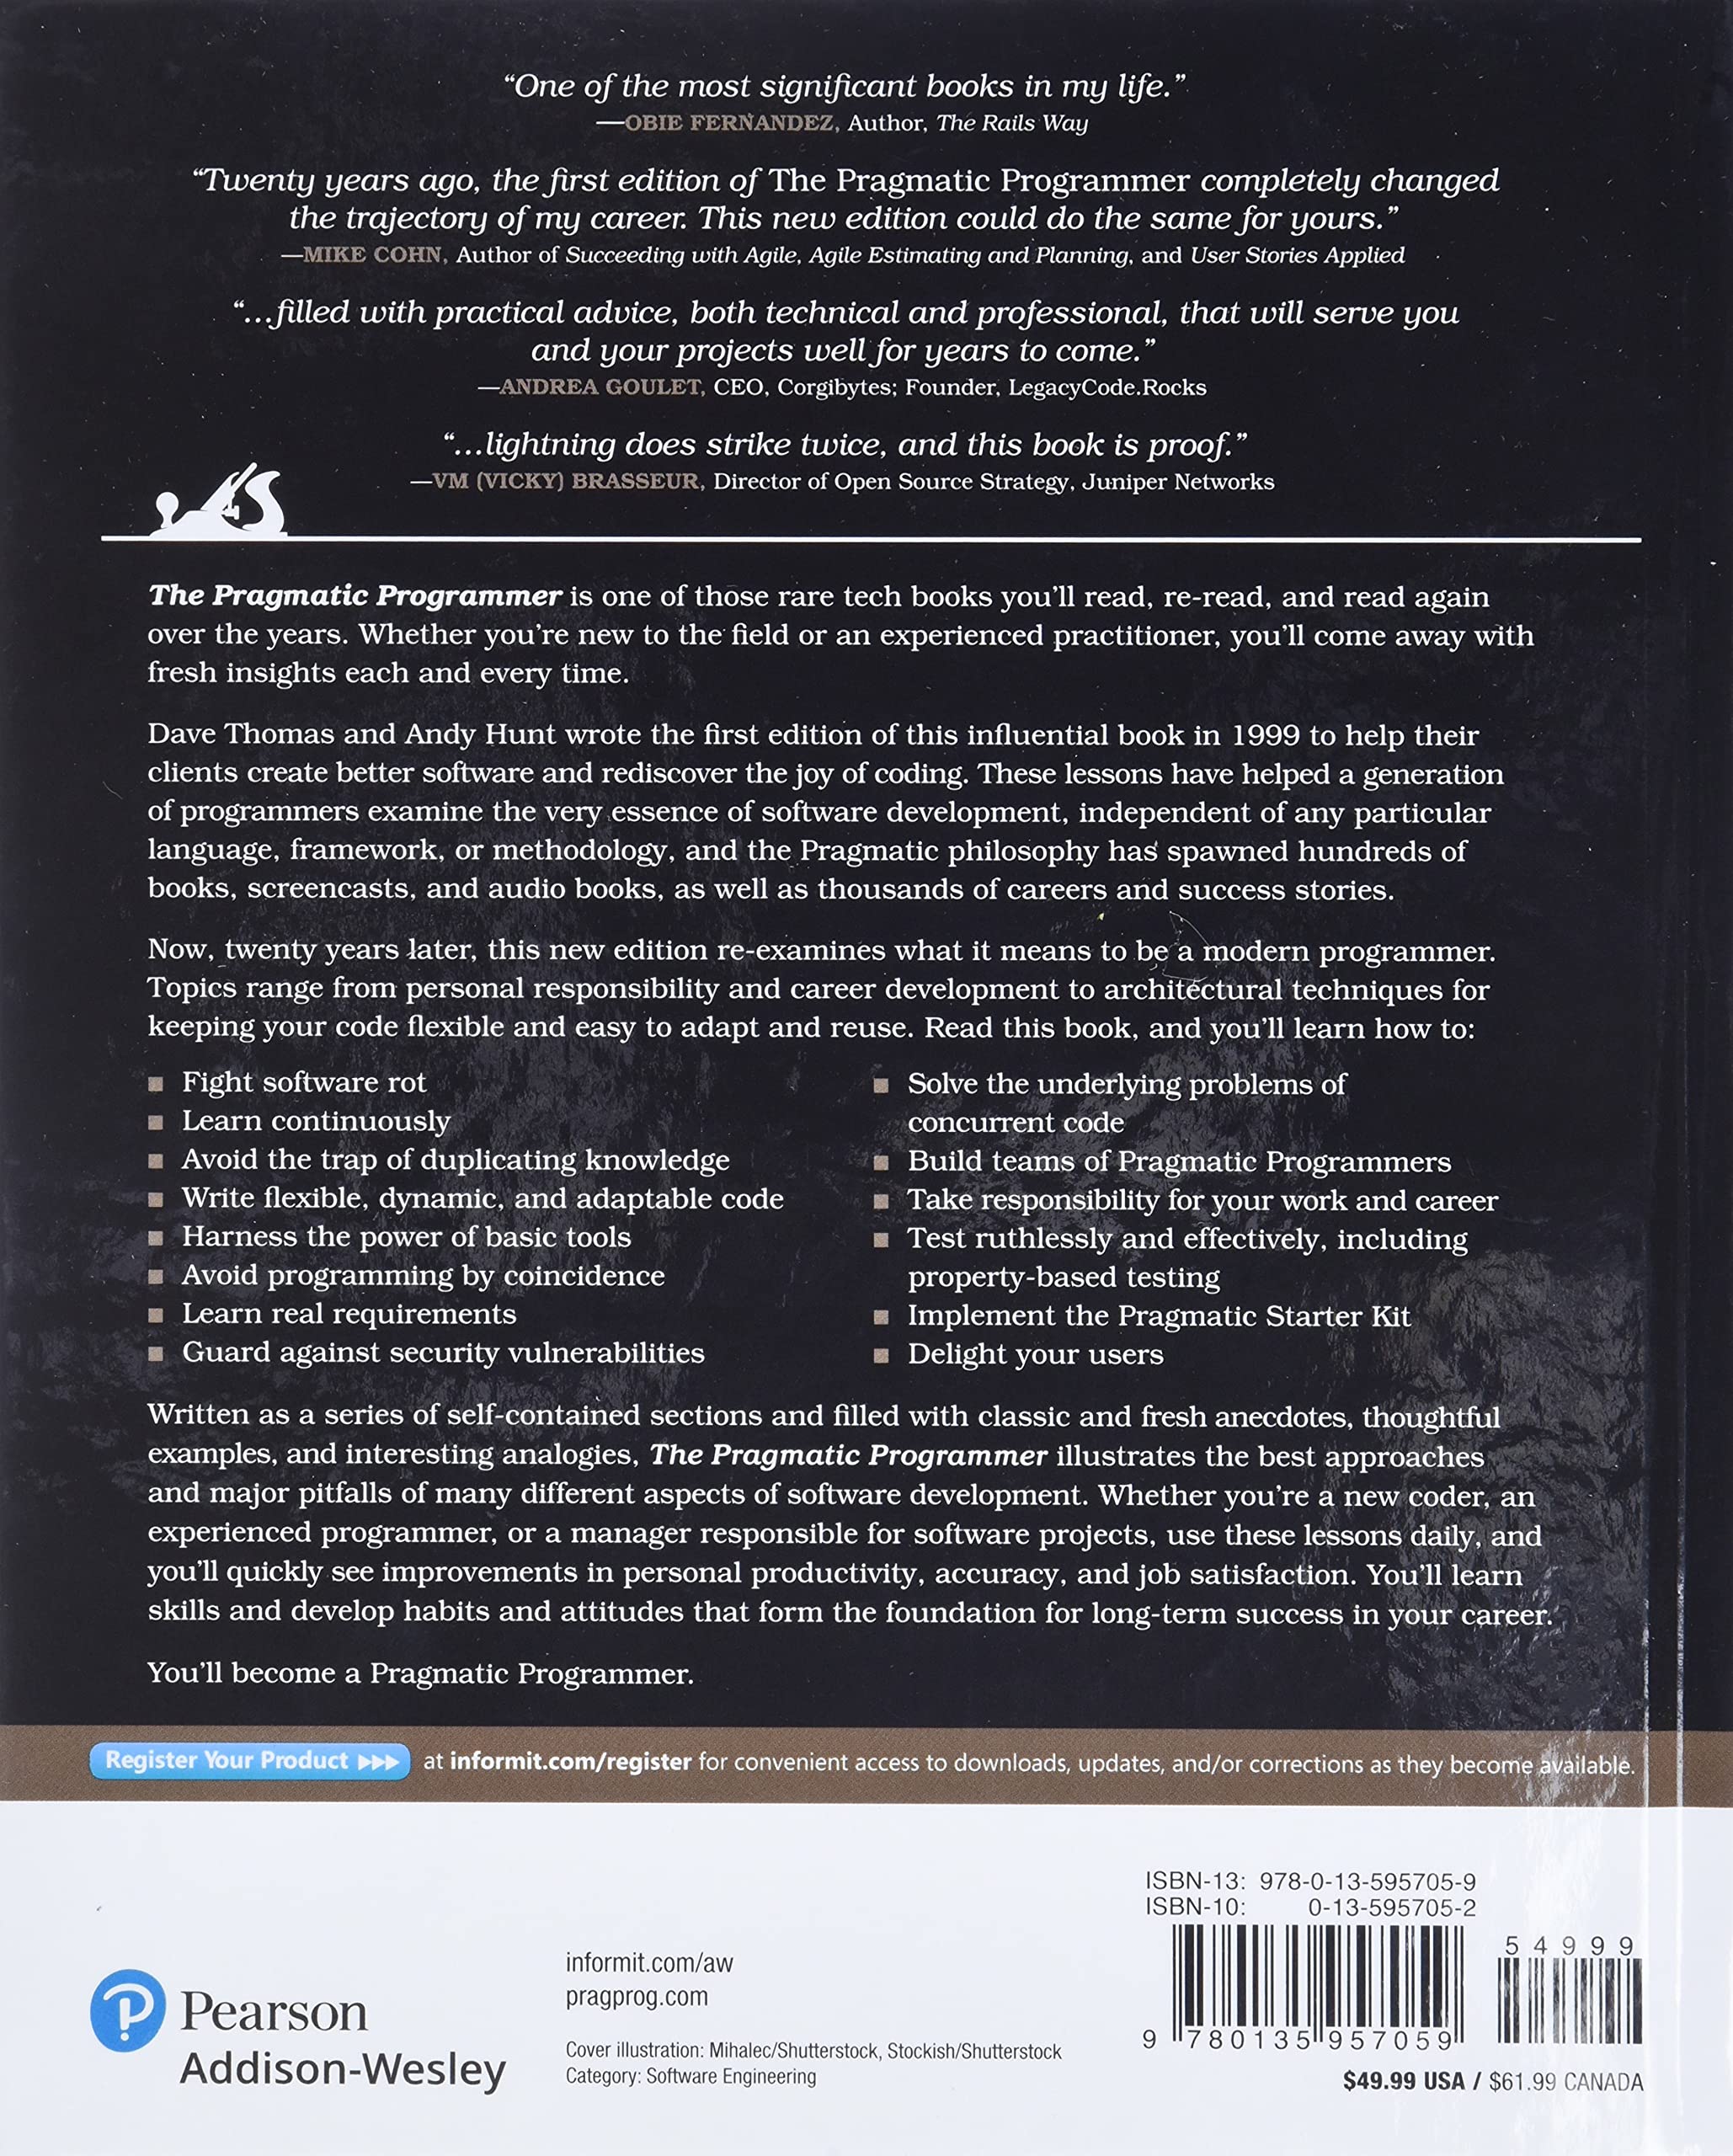 “One of the most significant books in my life.”
—OBIE FERNANDEZ, Author, The Rails Way
“Twenty years ago, the first edition of The Pragmatic Programmer completely changed
the trajectory of my career. This new edition could do the same for yours.”
—MIKE COHN, Author of Succeeding with Agile, Agile Estimating and Planning, and User Stories Applied
“...filled with practical advice, both technical and professional, that will serve you
and your projects well for years to come.”
—ANDREA GOULET, CEO, Corgibytes; Founder, LegacyCode.Rocks
“...lightning does strike twice, and this book is proof.”
—VM (VICKY) BRASSEUR, Director of Open Source Strategy, Juniper Networks
The Pragmatic Programmer is one of those rare tech books you’ll read, re-read, and read again
over the years. Whether you’re new to the field or an experienced practitioner, you’ll come away with
fresh insights each and every time.
Dave Thomas and Andy Hunt wrote the first edition of this influential book in 1999 to help their
clients create better software and rediscover the joy of coding. These lessons have helped a generation
of programmers examine the very essence of software development, independent of any particular
language, framework, or methodology, and the Pragmatic philosophy has spawned hundreds of
books, screencasts, and audio books, as well as thousands of careers and success stories.
Now, twenty years later, this new edition re-examines what it means to be a modern programmer.
Topics range from personal responsibility and career development to architectural techniques for
keeping your code flexible and easy to adapt and reuse. Read this book, and you’ll learn how to:
■ Fight software rot
■ Learn continuously
■ Avoid the trap of duplicating knowledge
■ Write flexible, dynamic, and adaptable code
■ Harness the power of basic tools
■ Avoid programming by coincidence
■ Learn real requirements
■ Guard against security vulnerabilities
■ Solve the underlying problems of
concurrent code
■ Build teams of Pragmatic Programmers
■ Take responsibility for your work and career
■ Test ruthlessly and effectively, including
property-based testing
■ Implement the Pragmatic Starter Kit
■ Delight your users
Written as a series of self-contained sections and filled with classic and fresh anecdotes, thoughtful
examples, and interesting analogies, The Pragmatic Programmer illustrates the best approaches
and major pitfalls of many different aspects of software development. Whether you’re a new coder, an
experienced programmer, or a manager responsible for software projects, use these lessons daily, and
you’ll quickly see improvements in personal productivity, accuracy, and job satisfaction. You’ll learn
skills and develop habits and attitudes that form the foundation for long-term success in your career.
You’ll become a Pragmatic Programmer.
Register Your Product at informit.com/register for convenient access to downloads, updates, and/or corrections as they become available.
ISBN-13: 978-0-13-595705-9
ISBN-10: 0-13-595705-2
54999
9 780135 957059
$49.99 USA / $61.99 CANADA
informit.com/aw
pragprog.com
Cover illustration: Mihalec/Shutterstock, Stockish/Shutterstock
Category: Software Engineering
Pearson
Addison-Wesley